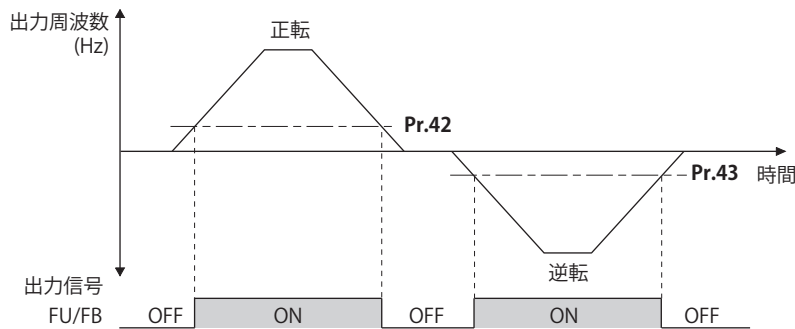 出力周波数
(Hz)
正転
Pr.42
Pr.43
時間
逆転
出力信号
FU/FB
OFF
ON
OFF
ON
OFF